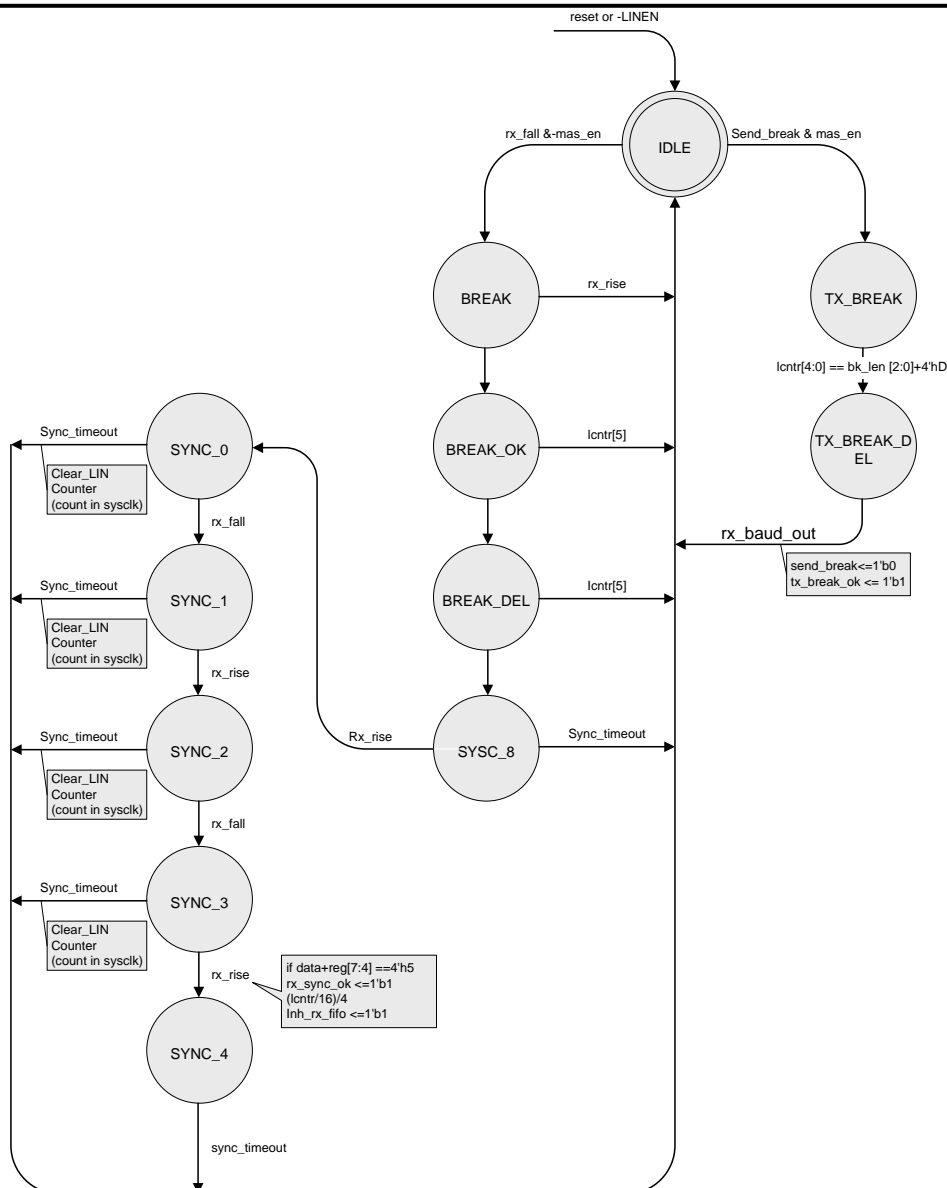 reset or -LINEN
rx_fall &-mas_en
IDLE
Send_break & mas_en
BREAK
rx_rise
TX_BREAK
lcntr[4:0] == bk_len [2:0]+4'hD
Sync_timeout
SYNC_0
BREAK_OK
lcntr[5]
TX_BREAK_D
EL
Clear_LIN
Counter
(count in sysclk)
rx_fall
rx_baud_out
send_break<=1'b0
tx_break_ok <= 1'b1
Sync_timeout
SYNC_1
BREAK_DEL
lcntr[5]
Clear_LIN
Counter
(count in sysclk)
rx_rise
Sync_timeout
SYNC_2
Rx_rise
SYSC_8
Sync_timeout
Clear_LIN
Counter
(count in sysclk)
rx_fall
Sync_timeout
SYNC_3
Clear_LIN
Counter
(count in sysclk)
rx_rise
if data+reg[7:4] ==4'h5
rx_sync_ok <=1'b1
(lcntr/16)/4
Inh_rx_fifo <=1'b1
SYNC_4
sync_timeout